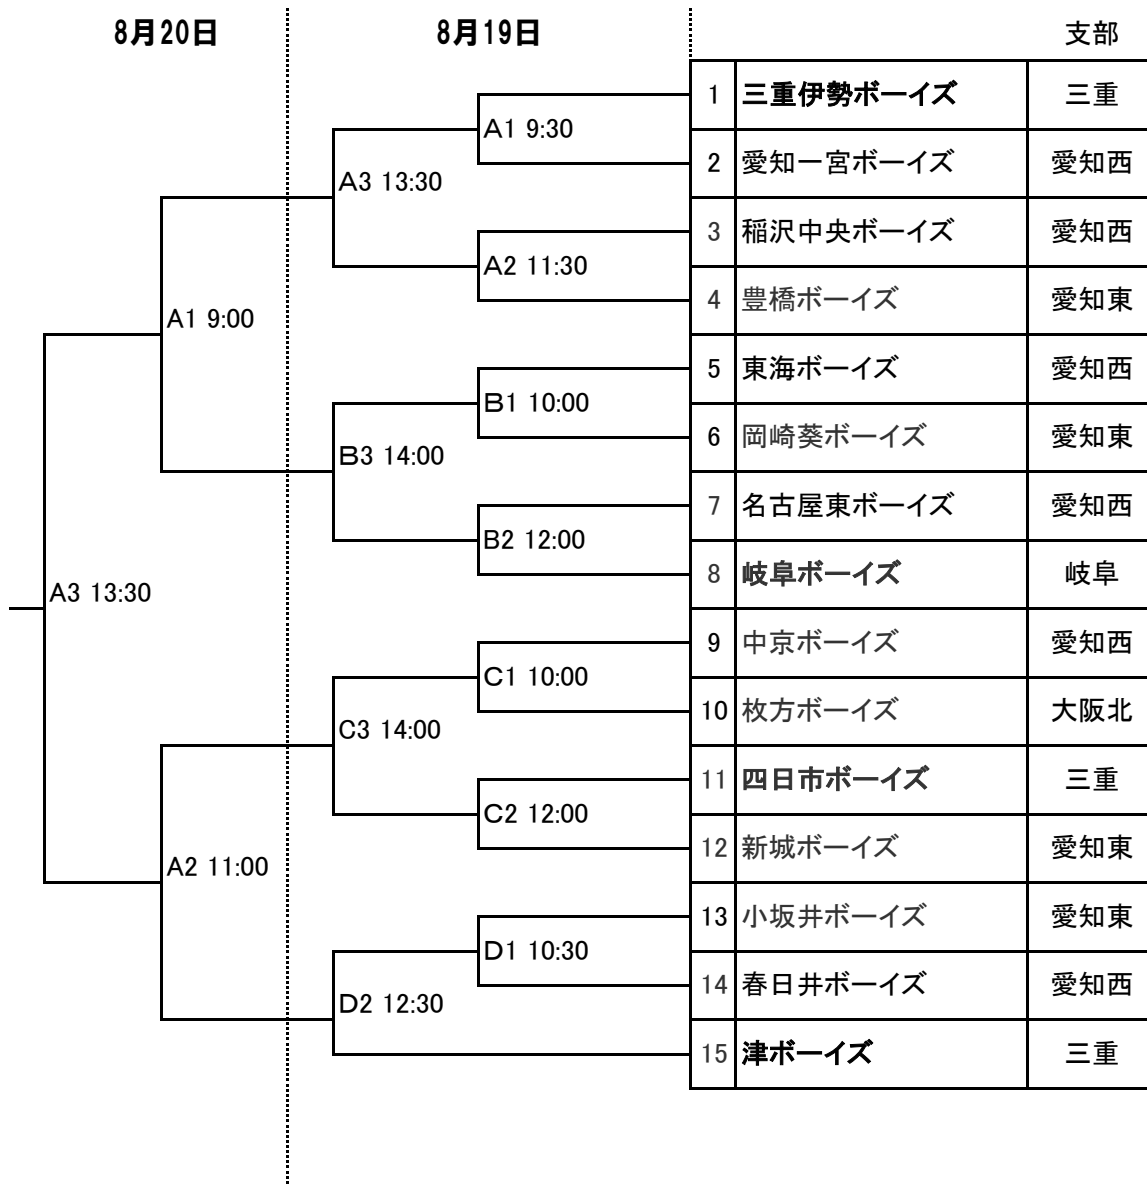 8月20日 8月19日 支部
1 三重伊勢ボーイズ 三重
A1 9:30
2 愛知一宮ボーイズ 愛知西
A3 13:30
3 稲沢中央ボーイズ 愛知西
A2 11:30
4 豊橋ボーイズ 愛知東
A1 9:00
5 東海ボーイズ 愛知西
B1 10:00
6 岡崎葵ボーイズ 愛知東
B3 14:00
7 名古屋東ボーイズ 愛知西
B2 12:00
8 岐阜ボーイズ 岐阜
A3 13:30
9 中京ボーイズ 愛知西
C1 10:00
10 枚方ボーイズ 大阪北
C3 14:00
11 四日市ボーイズ 三重
C2 12:00
12 新城ボーイズ 愛知東
A2 11:00
13 小坂井ボーイズ 愛知東
D1 10:30
14 春日井ボーイズ 愛知西
D2 12:30
15 津ボーイズ 三重